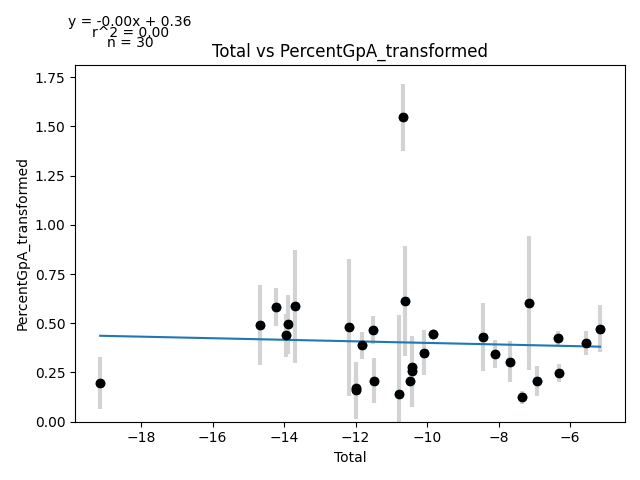 y = -0.00x + 0.36
r^2 = 0.00
n = 30
Total vs PercentGpA_transformed
1.75
1.50
1.25
1.00
0.75
0.50
0.25
0.00
PercentGpA_transformed
−18
−16
−14
−12
−10
−8
−6
Total